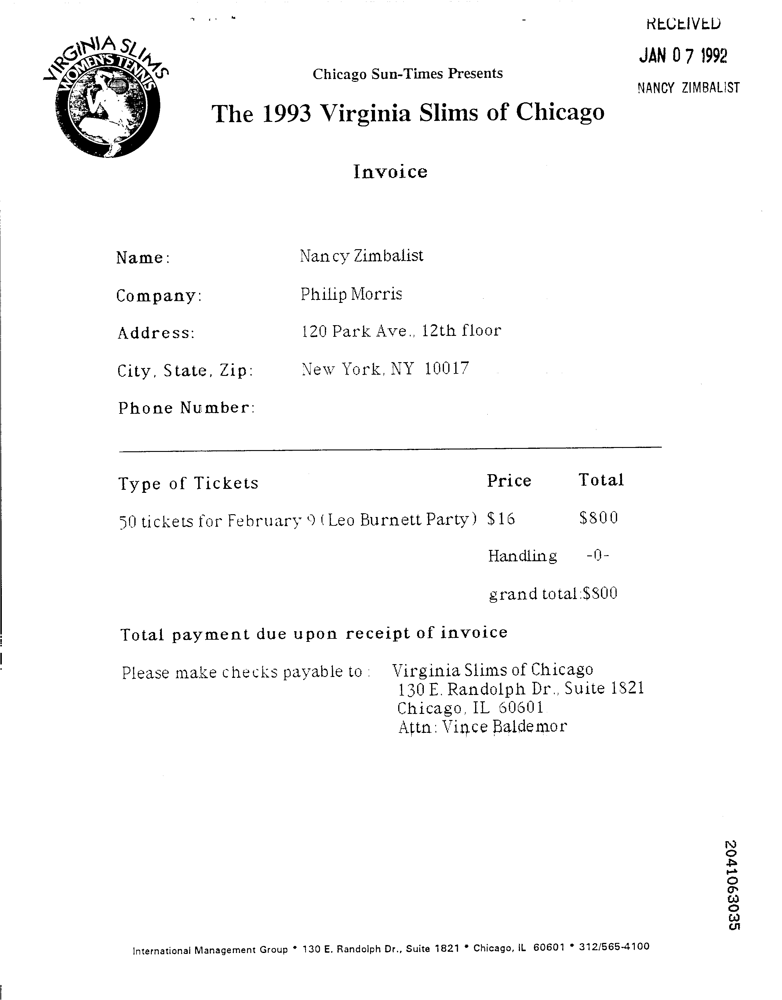 RECEIVED
JAN 07 1992
NANCY ZIMBALIST
VIRGINIA SLIMS
WOMEN'S TENNIS
Chicago Sun-Times Presents
The 1993 Virginia Slims of Chicago
Invoice
Name: Nancy Zimbalist
Company: Philip Morris
Address: 120 Park Ave., 12th floor
City, State, Zip: New York, NY 10017
Phone Number:
Type of Tickets Price Total
50 tickets for February 9 (Leo Burnett Party) $16 $800
Handling -0-
grand total:$800
Total payment due upon receipt of invoice
Please make checks payable to : Virginia Slims of Chicago
130 E. Randolph Dr., Suite 1821
Chicago, IL 60601
Attn: Vince Baldemor
2041063035
International Management Group * 130 E. Randolph Dr., Suite 1821 * Chicago, IL 60601 * 312/565-4100